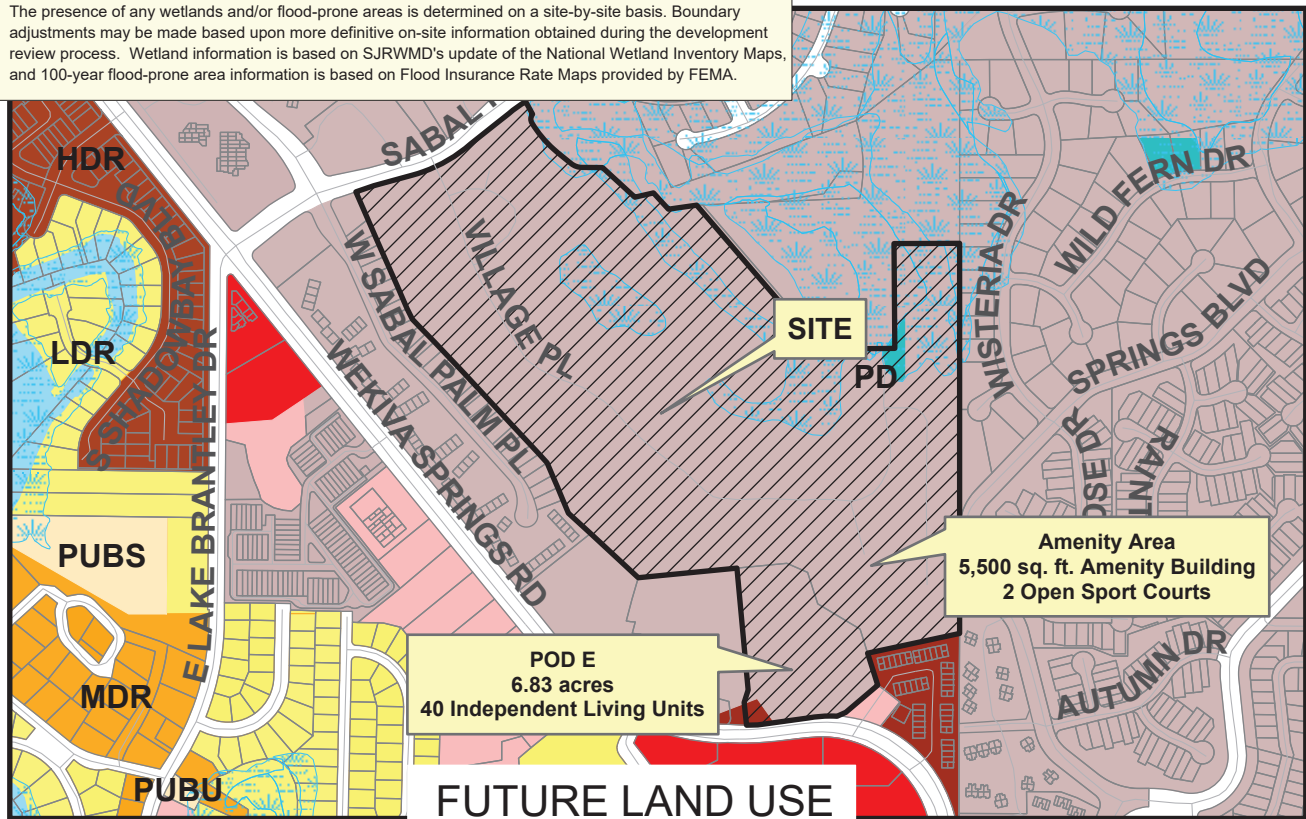 The presence of any wetlands and/or flood-prone areas is determined on a site-by-site basis. Boundary
adjustments may be made based upon more definitive on-site information obtained during the development
review process.  Wetland information is based on SJRWMD's update of the National Wetland Inventory Maps,
and 100-year flood-prone area information is based on Flood Insurance Rate Maps provided by FEMA.
SABAL
HDR
S SHADOWBAY BLVD
LDR
E LAKE BRANTLEY DR
W SABAL PALM PL
VILLAGE PL
WEKIVA SPRINGS RD
SITE
PD
WISTERIA DR
WILD FERN DR
SPRINGS BLVD
PUBS
MDR
PUBU
Amenity Area
5,500 sq. ft. Amenity Building
2 Open Sport Courts
POD E
6.83 acres
40 Independent Living Units
AUTUMN DR
FUTURE LAND USE